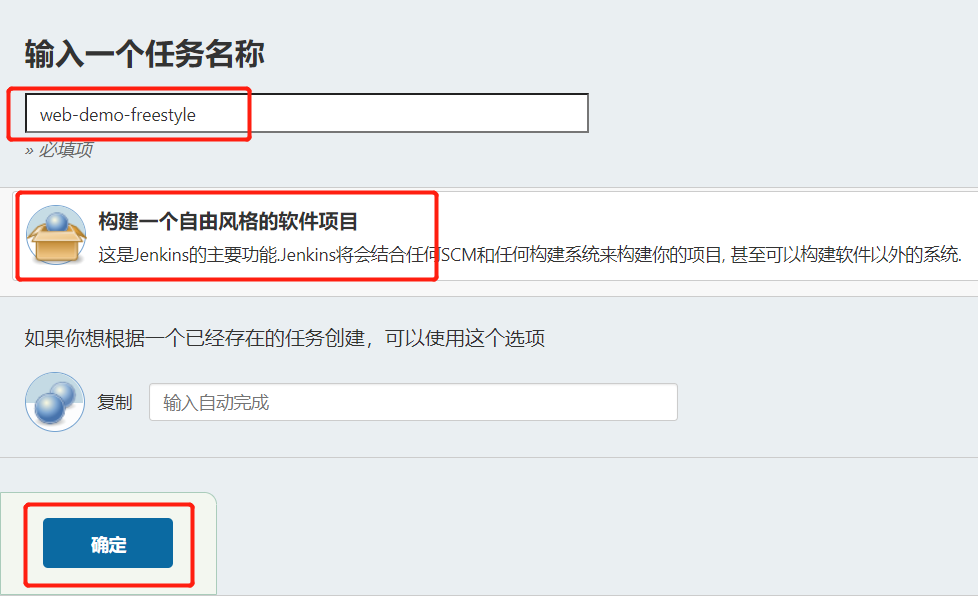 输入一个任务名称
web-demo-freestyle
» 必填项
构建一个自由风格的软件项目
这是Jenkins的主要功能.Jenkins将会结合任何SCM和任何构建系统来构建你的项目, 甚至可以构建软件以外的系统.
如果你想根据一个已经存在的任务创建，可以使用这个选项
复制 输入自动完成
确定